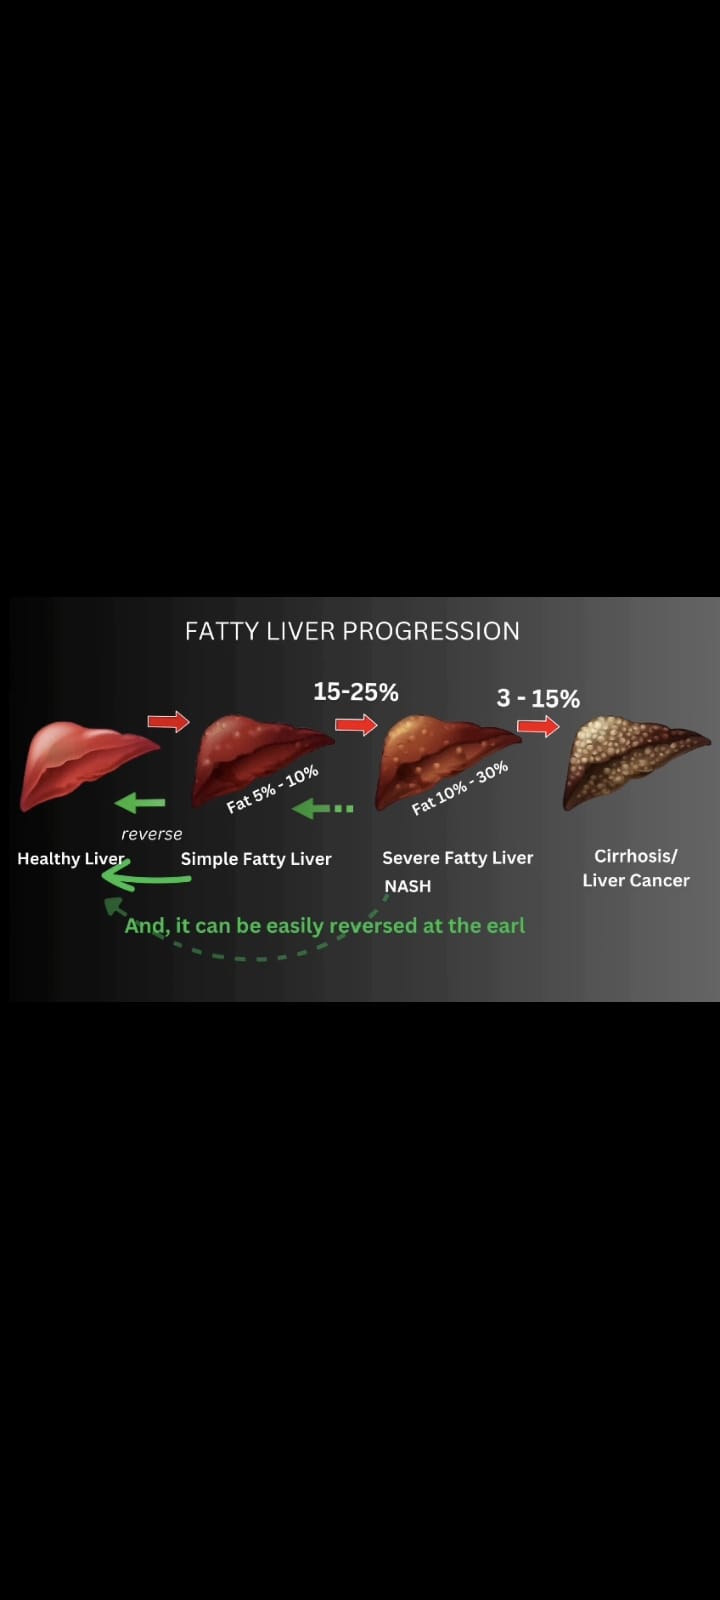 FATTY LIVER PROGRESSION
15-25%
3 - 15%
Fat 5% - 10%
Fat 10% - 30%
reverse
Healthy Liver
Simple Fatty Liver
Severe Fatty Liver
NASH
Cirrhosis/
Liver Cancer
And, it can be easily reversed at the earl